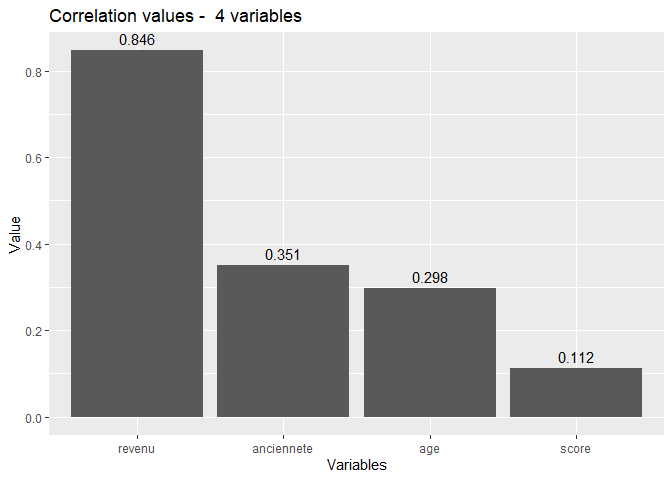 Correlation values -  4 variables
0.846
0.8
0.6
0.4
0.351
0.298
0.2
0.112
0.0
Value
revenu anciennete age score
Variables